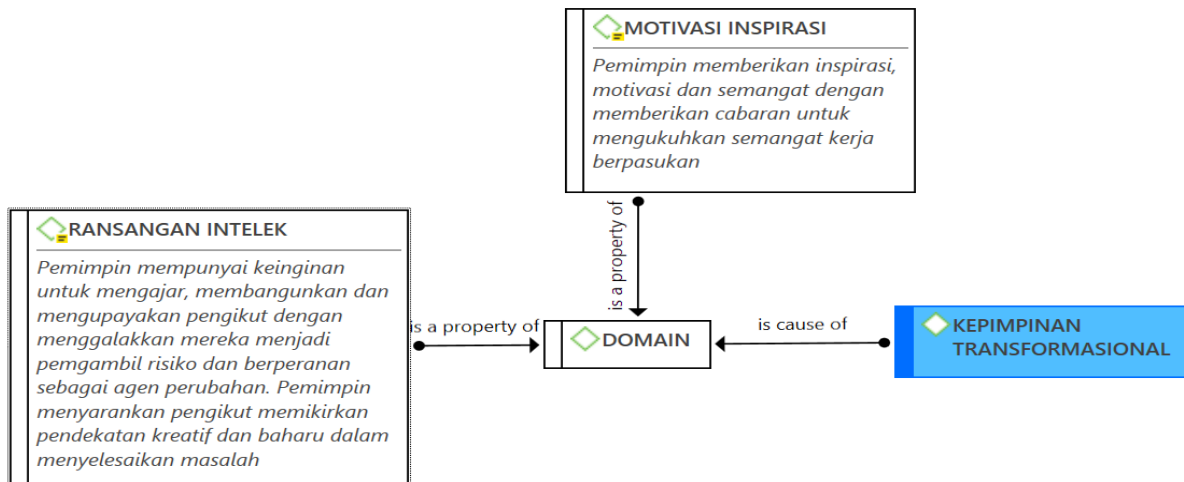 MOTIVASI INSPIRASI
Pemimpin memberikan inspirasi,
motivasi dan semangat dengan
memberikan cabaran untuk
mengukuhkan semangat kerja
berpasukan
is a property of
RANSANGAN INTELEK
Pemimpin mempunyai keinginan
untuk mengajar, membangunkan dan
mengupayakan pengikut dengan
menggalakkan mereka menjadi
pemgambil risiko dan berperanan
sebagai agen perubahan. Pemimpin
menyarankan pengikut memikirkan
pendekatan kreatif dan baharu dalam
menyelesaikan masalah
is a property of
DOMAIN
is cause of
KEPIMPINAN
TRANSFORMASIONAL